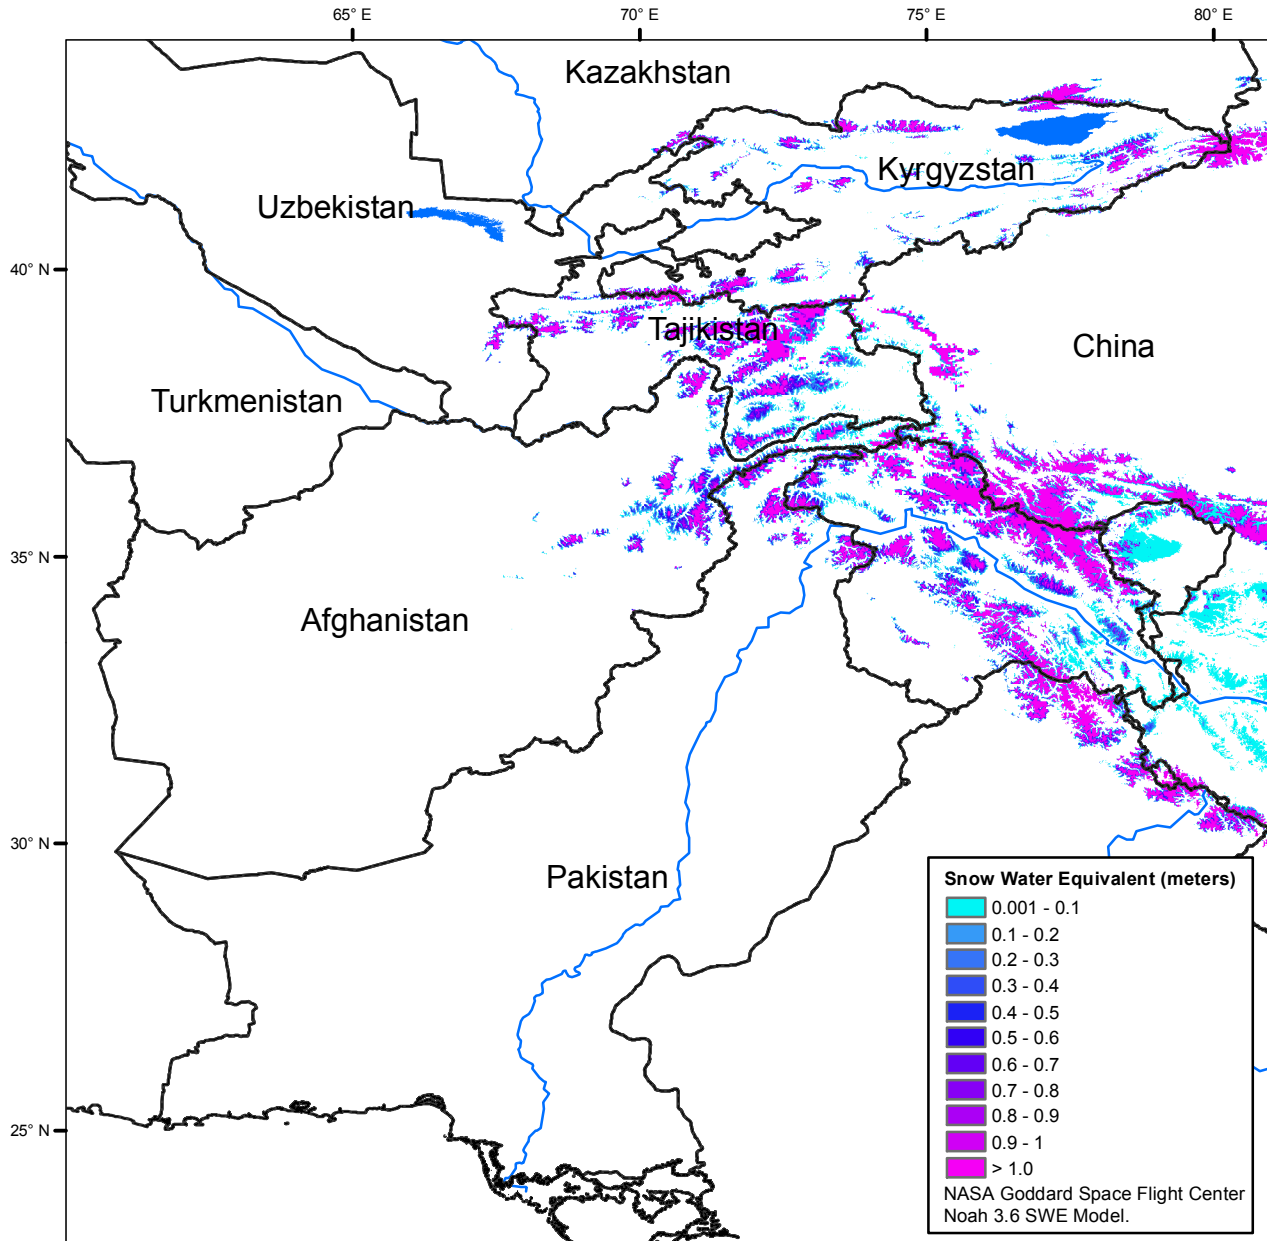 65° E
70° E
75° E
80° E
Kazakhstan
Kyrgyzstan
Uzbekistan
40° N
Tajikistan
China
Turkmenistan
35° N
Afghanistan
30° N
Pakistan
25° N
Snow Water Equivalent (meters)
0.001 - 0.1
0.1 - 0.2
0.2 - 0.3
0.3 - 0.4
0.4 - 0.5
0.5 - 0.6
0.6 - 0.7
0.7 - 0.8
0.8 - 0.9
0.9 - 1
> 1.0
NASA Goddard Space Flight Center
Noah 3.6 SWE Model.